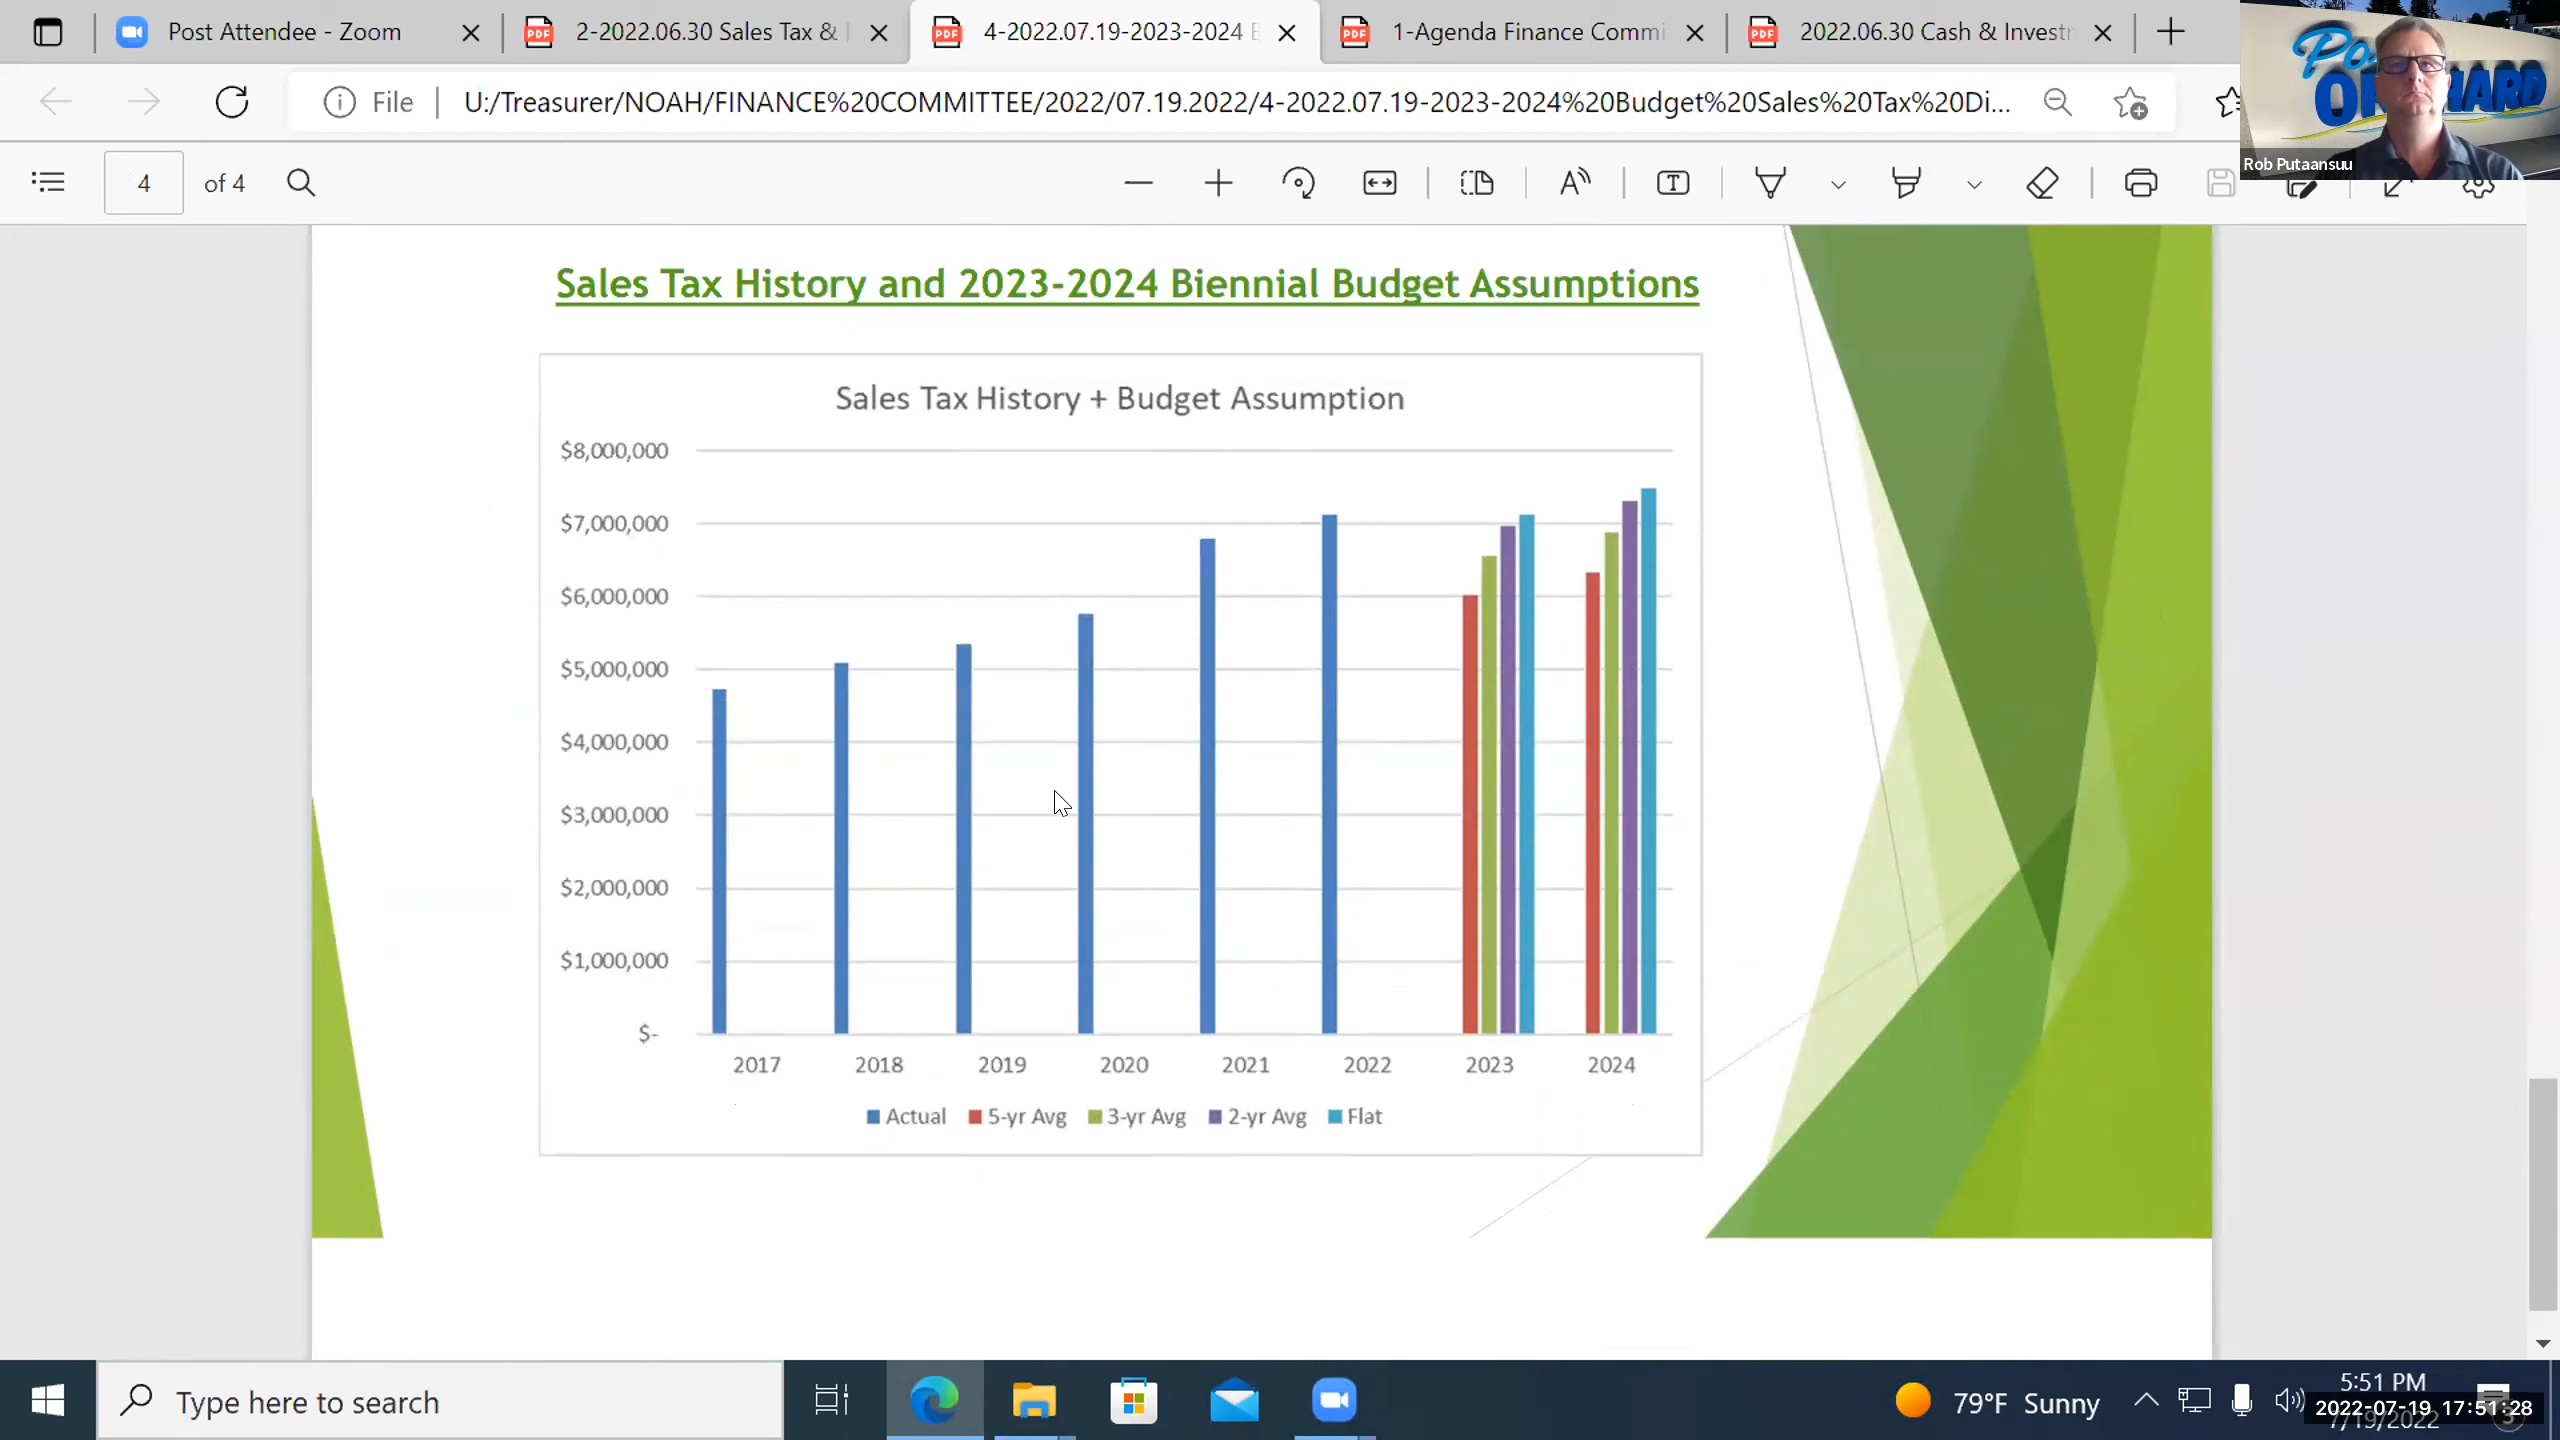 Post Attendee - Zoom
2-2022.06.30 Sales Tax &
4-2022.07.19-2023-2024
1-Agenda Finance Commi
2022.06.30 Cash & Invest
File
U:/Treasurer/NOAH/FINANCE%20COMMITTEE/2022/07.19.2022/4-2022.07.19-2023-2024%20Budget%20Sales%20Tax%20Di...
Rob Putaansuu
4 of 4
Sales Tax History and 2023-2024 Biennial Budget Assumptions
Sales Tax History + Budget Assumption
$8,000,000
$7,000,000
$6,000,000
$5,000,000
$4,000,000
$3,000,000
$2,000,000
$1,000,000
$-
2017 2018 2019 2020 2021 2022 2023 2024
Actual 5-yr Avg 3-yr Avg 2-yr Avg Flat
Type here to search
79°F Sunny
5:51 PM
2022-07-19 17:51:28
7/19/2022